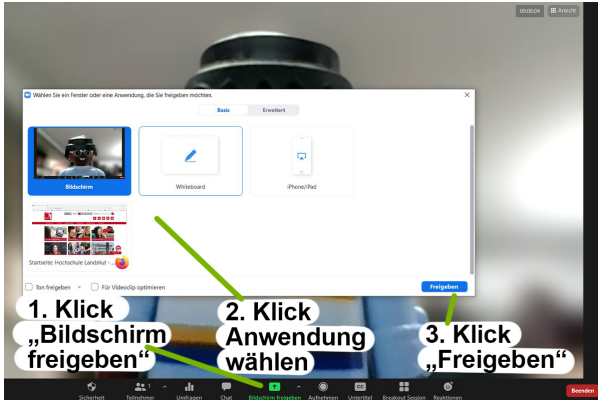 00:06:04 Ansicht
Wählen Sie ein Fenster oder eine Anwendung, die Sie freigeben möchten.
Basis Erweitert
Bildschirm Whiteboard iPhone/iPad
Startseite: Hochschule Landshut - ...
Ton freigeben Für Videoclip optimieren Freigeben
1. Klick
„Bildschirm
freigeben“
2. Klick
Anwendung
wählen
3. Klick
„Freigeben“
Sicherheit Teilnehmer 1 Umfragen Chat Bildschirm freigeben Aufnehmen CC Untertitel Breakout Session Reaktionen Beenden